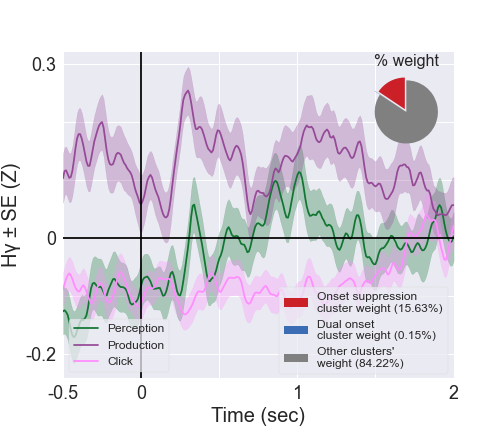 % weight
0.3
0
-0.2
Hγ ± SE (Z)
Perception
Production
Click
Onset suppression
cluster weight (15.63%)
Dual onset
cluster weight (0.15%)
Other clusters'
weight (84.22%)
-0.5
0
1
2
Time (sec)